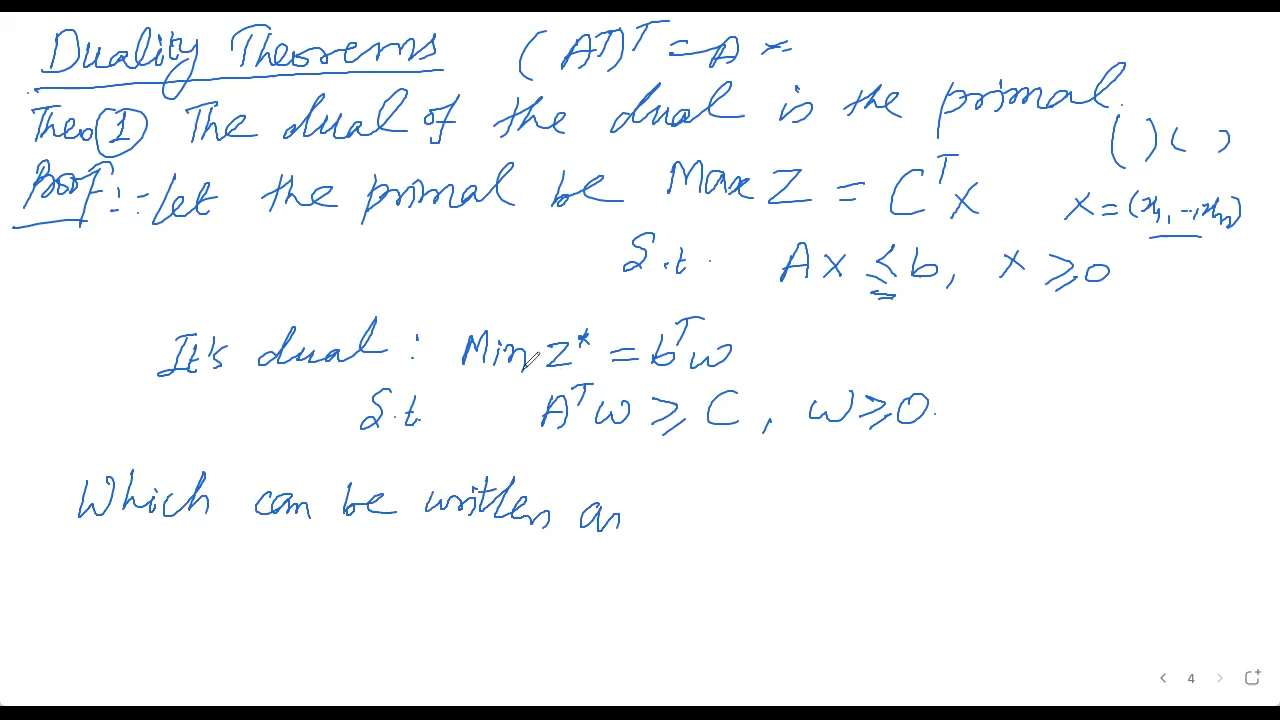 Duality Theorems (AT)ᵀ = A
Theo ① The dual of the dual is the primal.
Proof:- Let the primal be Max Z = Cᵀx x = (x₁, --, xₙ)
S.t. Ax ≤ b, x ≥ 0
It's dual: Min Z* = bᵀw
S.t. Aᵀw ≥ C, w ≥ 0.
Which can be written as
4